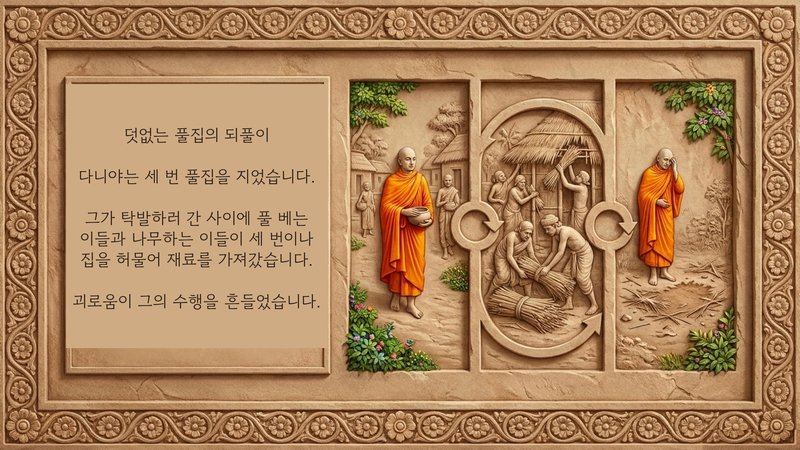 덧없는 풀집의 되풀이
다니야는 세 번 풀집을 지었습니다.
그가 탁발하러 간 사이에 풀 베는
이들과 나무하는 이들이 세 번이나
집을 허물어 재료를 가져갔습니다.
괴로움이 그의 수행을 흔들었습니다.